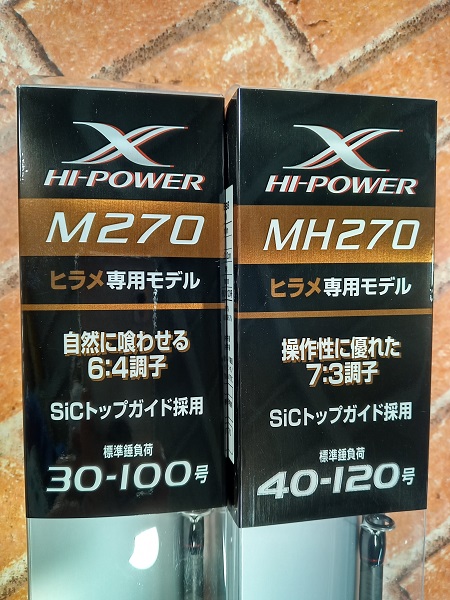 X
HI-POWER
M270
ヒラメ専用モデル
自然に喰わせる
6:4調子
SiCトップガイド採用
標準錘負荷
30-100号
X
HI-POWER
MH270
ヒラメ専用モデル
操作性に優れた
7:3調子
SiCトップガイド採用
標準錘負荷
40-120号